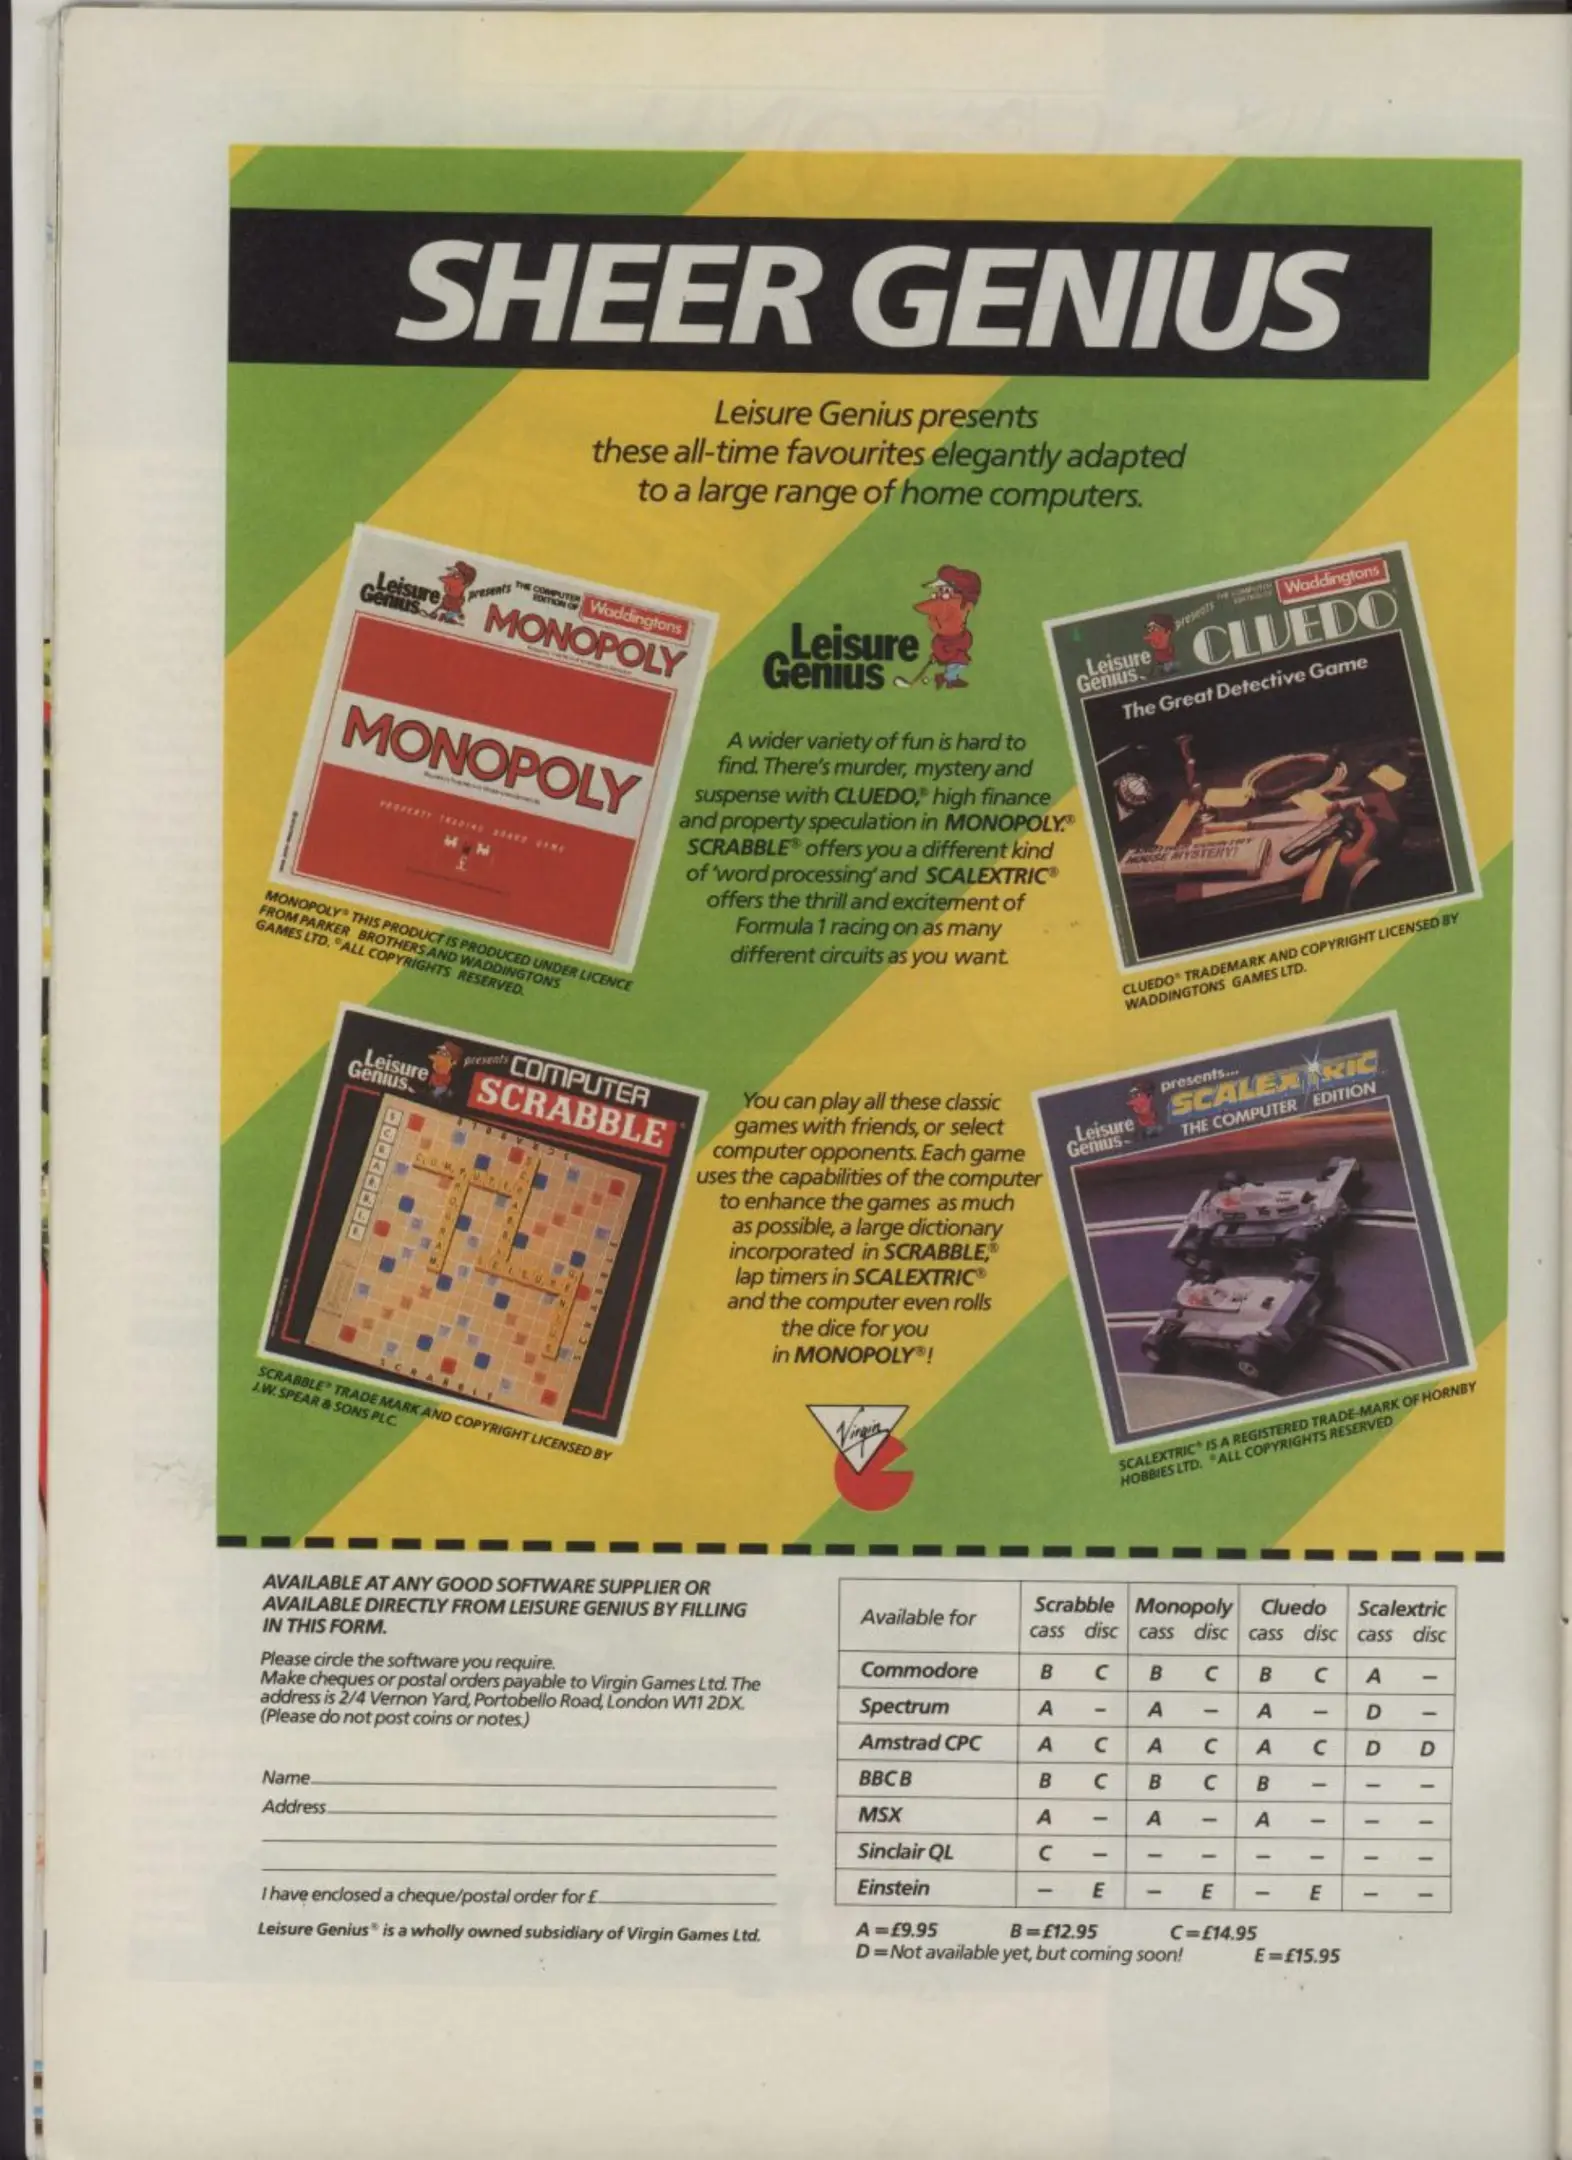 SHEER GENIUS
Leisure Genius presents
these all-time favourites elegantly adapted
to a large range of home computers.
Leisure
Genius
presents
THE COMPUTER
EDITION OF
Waddingtons
MONOPOLY
MONOPOLY
PROPERTY TRADING BOARD GAME
MONOPOLY® THIS PRODUCT IS PRODUCED UNDER LICENCE
FROM PARKER BROTHERS AND WADDINGTONS
GAMES LTD. ®ALL COPYRIGHTS RESERVED.
Leisure
Genius
Leisure
Genius
presents
THE COMPUTER
EDITION OF
Waddingtons
CLUEDO
The Great Detective Game
MOUSE MYSTERY!
CLUEDO® TRADEMARK AND COPYRIGHT LICENSED BY
WADDINGTONS GAMES LTD.
A wider variety of fun is hard to
find. There's murder, mystery and
suspense with CLUEDO,® high finance
and property speculation in MONOPOLY.®
SCRABBLE® offers you a different kind
of 'word processing' and SCALEXTRIC®
offers the thrill and excitement of
Formula 1 racing on as many
different circuits as you want.
Leisure
Genius
presents
COMPUTER
SCRABBLE
COMPUTER
PROGRAM
SCRABBLE
LEISURE
GENIUS
SCRABBLE
SCRABBLE® TRADE MARK AND COPYRIGHT LICENSED BY
J.W. SPEAR & SONS PLC.
You can play all these classic
games with friends, or select
computer opponents. Each game
uses the capabilities of the computer
to enhance the games as much
as possible, a large dictionary
incorporated in SCRABBLE,®
lap timers in SCALEXTRIC®
and the computer even rolls
the dice for you
in MONOPOLY®!
Leisure
Genius
presents...
SCALEXTRIC
THE COMPUTER EDITION
SCALEXTRIC® IS A REGISTERED TRADE-MARK OF HORNBY
HOBBIES LTD. ®ALL COPYRIGHTS RESERVED
Virgin
AVAILABLE AT ANY GOOD SOFTWARE SUPPLIER OR
AVAILABLE DIRECTLY FROM LEISURE GENIUS BY FILLING
IN THIS FORM.
Please circle the software you require.
Make cheques or postal orders payable to Virgin Games Ltd. The
address is 2/4 Vernon Yard, Portobello Road, London W11 2DX.
(Please do not post coins or notes.)
Name
Address
I have enclosed a cheque/postal order for £
Leisure Genius® is a wholly owned subsidiary of Virgin Games Ltd.
Available for Scrabble Monopoly Cluedo Scalextric
cass disc cass disc cass disc cass disc
Commodore B C B C B C A –
Spectrum A – A – A – D –
Amstrad CPC A C A C A C D D
BBC B B C B C B – – –
MSX A – A – A – – –
Sinclair QL C – – – – – – –
Einstein – E – E – E – –
A = £9.95 B = £12.95 C = £14.95
D = Not available yet, but coming soon! E = £15.95